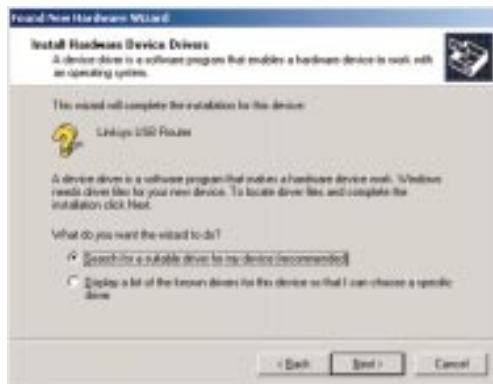 Found New Hardware Wizard
Install Hardware Device Drivers
A device driver is a software program that enables a hardware device to work with
an operating system.
This wizard will complete the installation for this device:
Linksys USB Router
A device driver is a software program that makes a hardware device work. Windows
needs driver files for your new device. To locate driver files and complete the
installation click Next.
What do you want the wizard to do?
Search for a suitable driver for my device (recommended)
Display a list of the known drivers for this device so that I can choose a specific
driver
< Back
Next >
Cancel